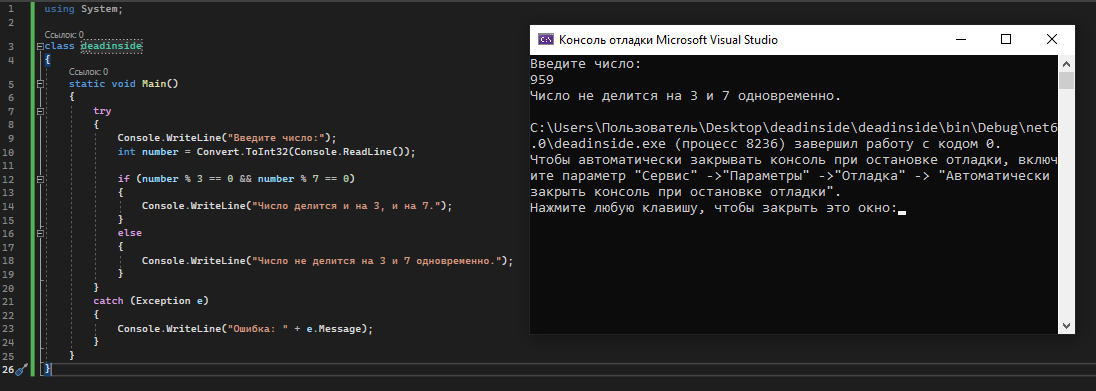 1 using System;
2
Ссылок: 0
3 class deadinside
4 {
Ссылок: 0
5 static void Main()
6 {
7 try
8 {
9 Console.WriteLine("Введите число:");
10 int number = Convert.ToInt32(Console.ReadLine());
11
12 if (number % 3 == 0 && number % 7 == 0)
13 {
14 Console.WriteLine("Число делится и на 3, и на 7.");
15 }
16 else
17 {
18 Console.WriteLine("Число не делится на 3 и 7 одновременно.");
19 }
20 }
21 catch (Exception e)
22 {
23 Console.WriteLine("Ошибка: " + e.Message);
24 }
25 }
26 }
Консоль отладки Microsoft Visual Studio
Введите число:
959
Число не делится на 3 и 7 одновременно.
C:\Users\Пользователь\Desktop\deadinside\deadinside\bin\Debug\net6
.0\deadinside.exe (процесс 8236) завершил работу с кодом 0.
Чтобы автоматически закрывать консоль при остановке отладки, включ
ите параметр "Сервис" ->"Параметры" ->"Отладка" -> "Автоматически
закрыть консоль при остановке отладки".
Нажмите любую клавишу, чтобы закрыть это окно: